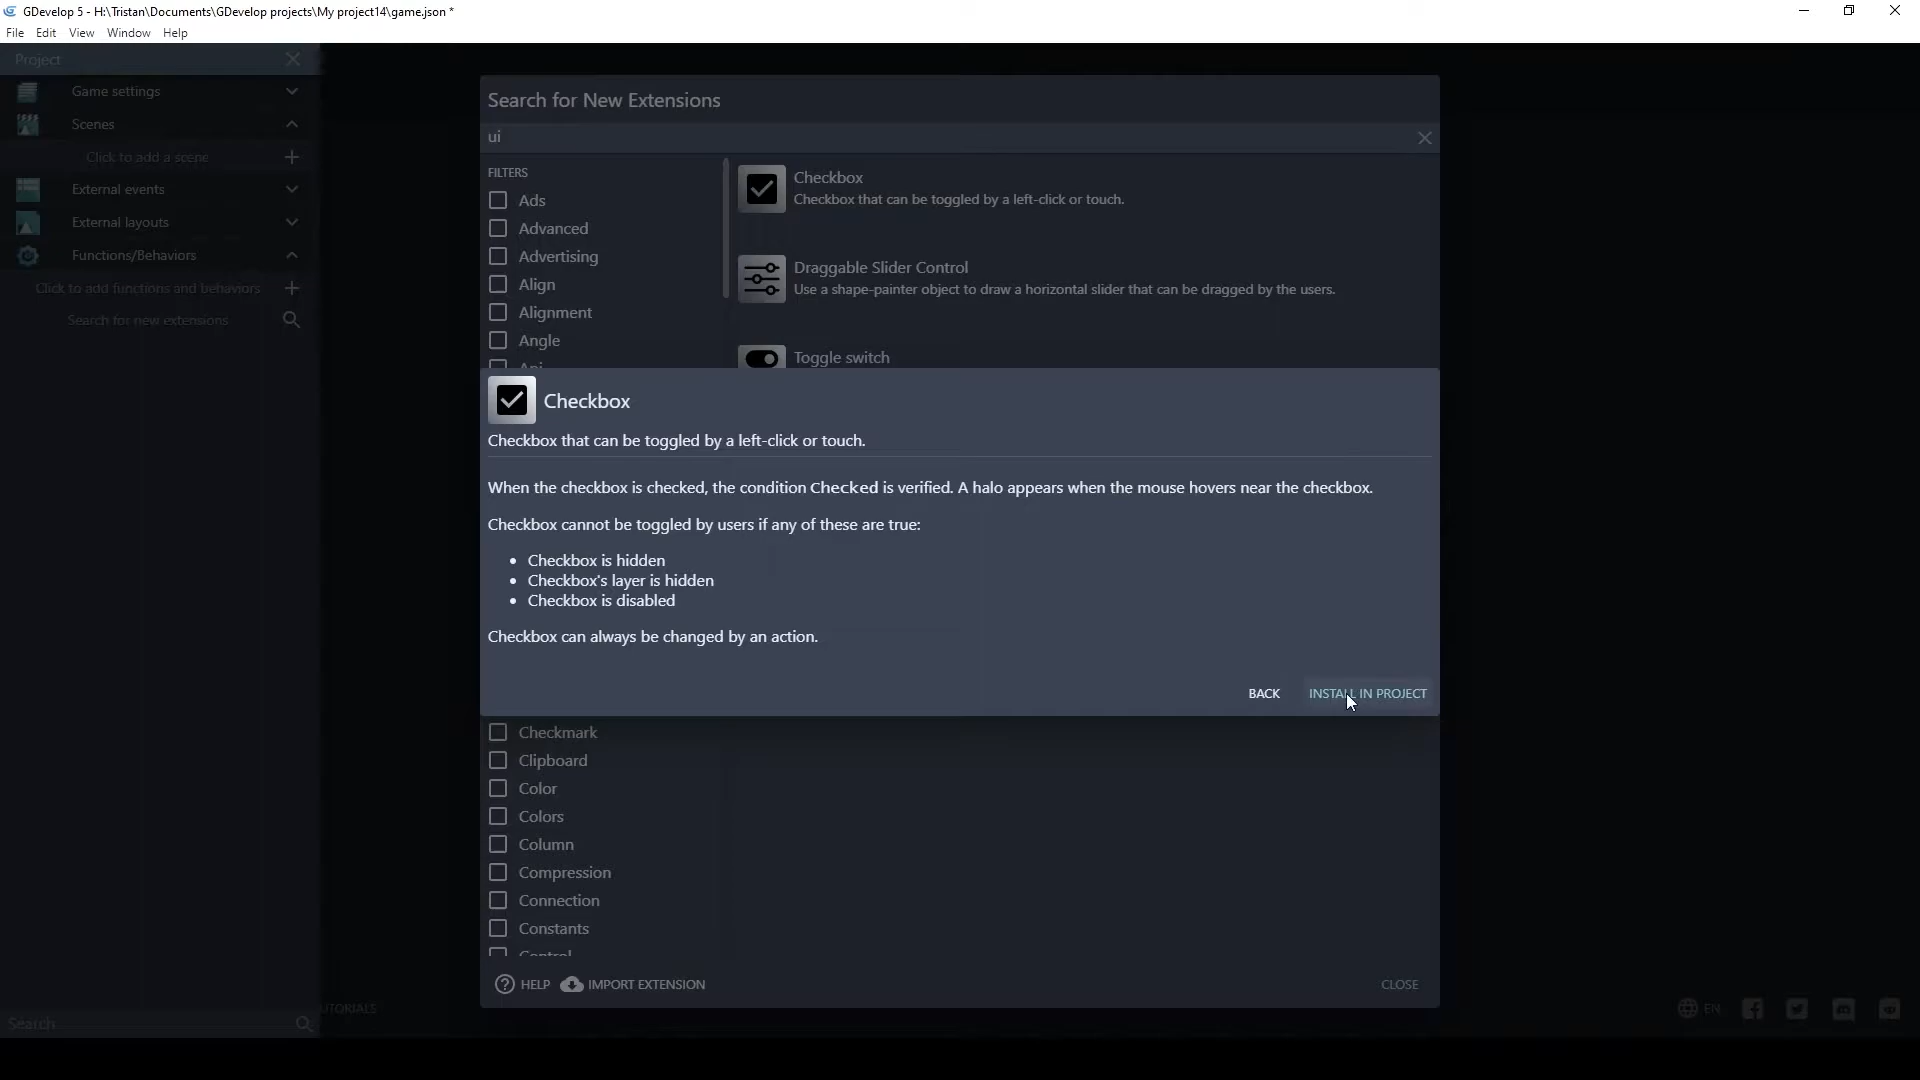 GDevelop 5 - H:\Tristan\Documents\GDevelop projects\My project14\game.json *
File Edit View Window Help
Project
Game settings
Scenes
Click to add a scene
External events
External layouts
Functions/Behaviors
Click to add functions and behaviors
Search for new extensions
Search
Search for New Extensions
ui
FILTERS
Ads
Advanced
Advertising
Align
Alignment
Angle
Checkbox
Checkbox that can be toggled by a left-click or touch.
Draggable Slider Control
Use a shape-painter object to draw a horizontal slider that can be dragged by the users.
Toggle switch
Checkbox
Checkbox that can be toggled by a left-click or touch.
When the checkbox is checked, the condition Checked is verified. A halo appears when the mouse hovers near the checkbox.
Checkbox cannot be toggled by users if any of these are true:
• Checkbox is hidden
• Checkbox's layer is hidden
• Checkbox is disabled
Checkbox can always be changed by an action.
BACK INSTALL IN PROJECT
Checkmark
Clipboard
Color
Colors
Column
Compression
Connection
Constants
HELP IMPORT EXTENSION CLOSE
UTORIALS
EN